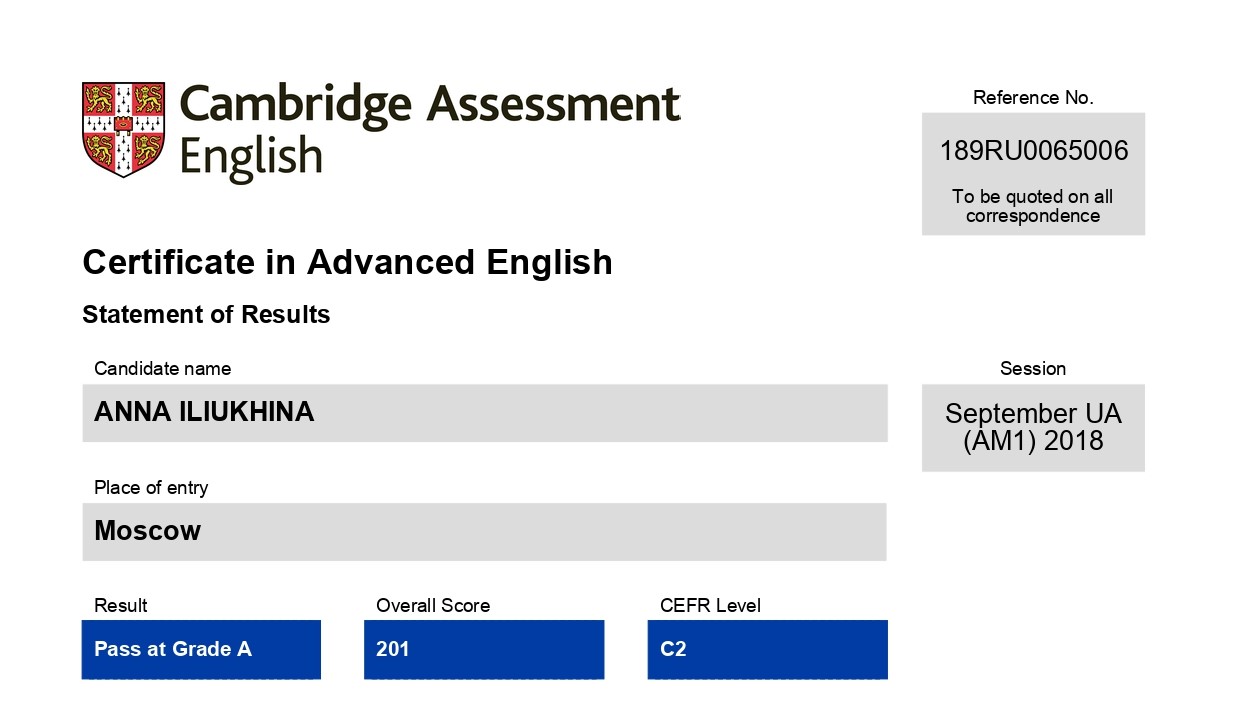 Cambridge Assessment
English
Reference No.
189RU0065006
To be quoted on all
correspondence
Certificate in Advanced English
Statement of Results
Candidate name
ANNA ILIUKHINA
Session
September UA
(AM1) 2018
Place of entry
Moscow
Result
Overall Score
CEFR Level
Pass at Grade A
201
C2